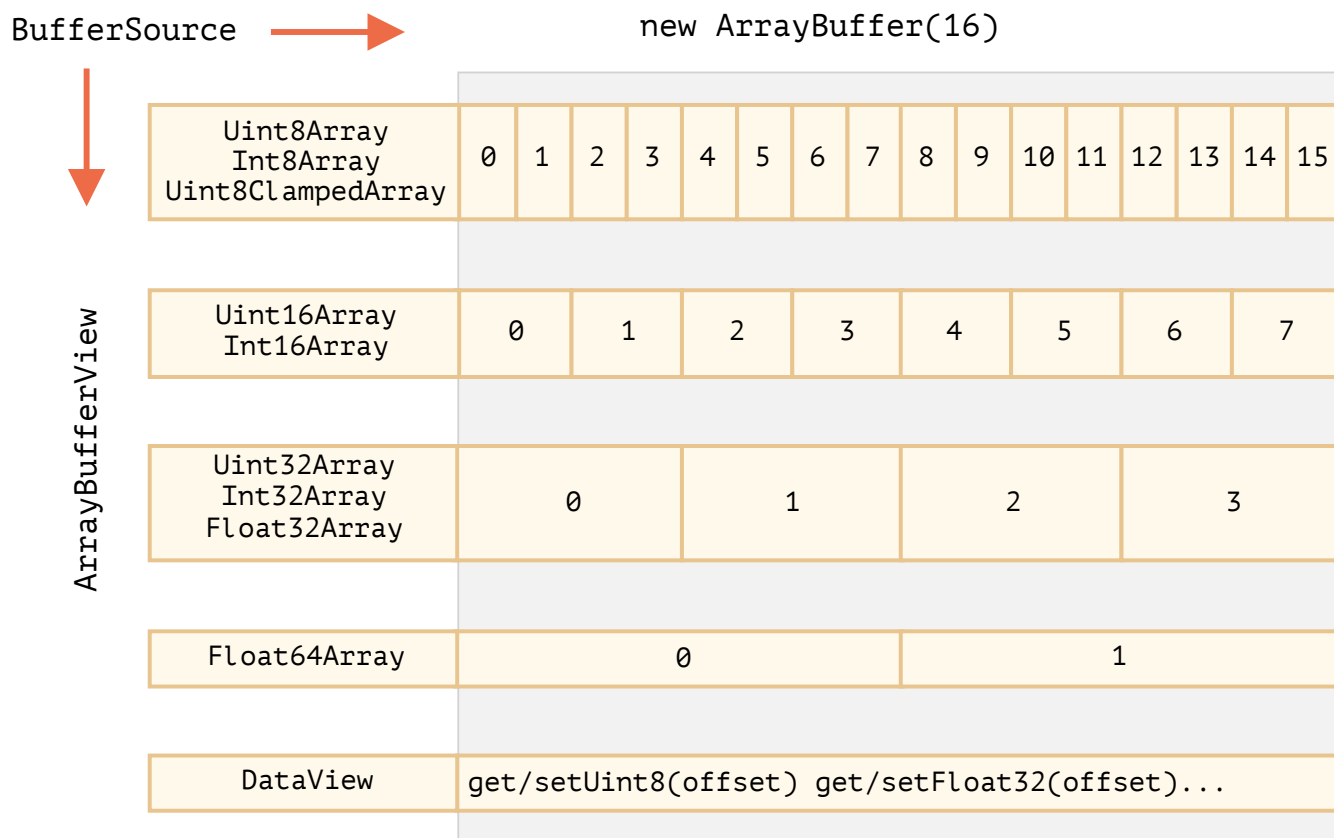 BufferSource
new ArrayBuffer(16)
ArrayBufferView
Uint8Array
Int8Array
Uint8ClampedArray
0 1 2 3 4 5 6 7 8 9 10 11 12 13 14 15
Uint16Array
Int16Array
0 1 2 3 4 5 6 7
Uint32Array
Int32Array
Float32Array
0 1 2 3
Float64Array
0 1
DataView
get/setUint8(offset) get/setFloat32(offset)...